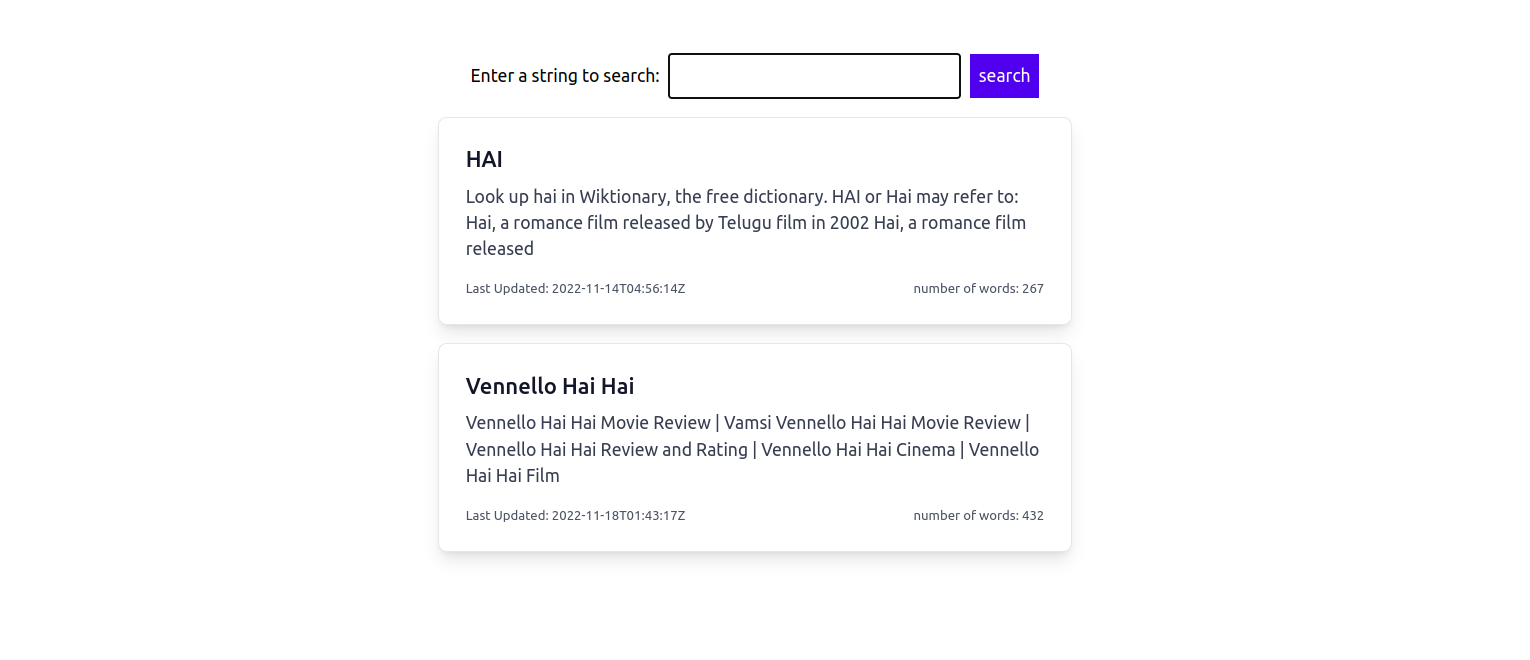 Enter a string to search:
search
HAI
Look up hai in Wiktionary, the free dictionary. HAI or Hai may refer to:
Hai, a romance film released by Telugu film in 2002 Hai, a romance film
released
Last Updated: 2022-11-14T04:56:14Z
number of words: 267
Vennello Hai Hai
Vennello Hai Hai Movie Review | Vamsi Vennello Hai Hai Movie Review |
Vennello Hai Hai Review and Rating | Vennello Hai Hai Cinema | Vennello
Hai Hai Film
Last Updated: 2022-11-18T01:43:17Z
number of words: 432